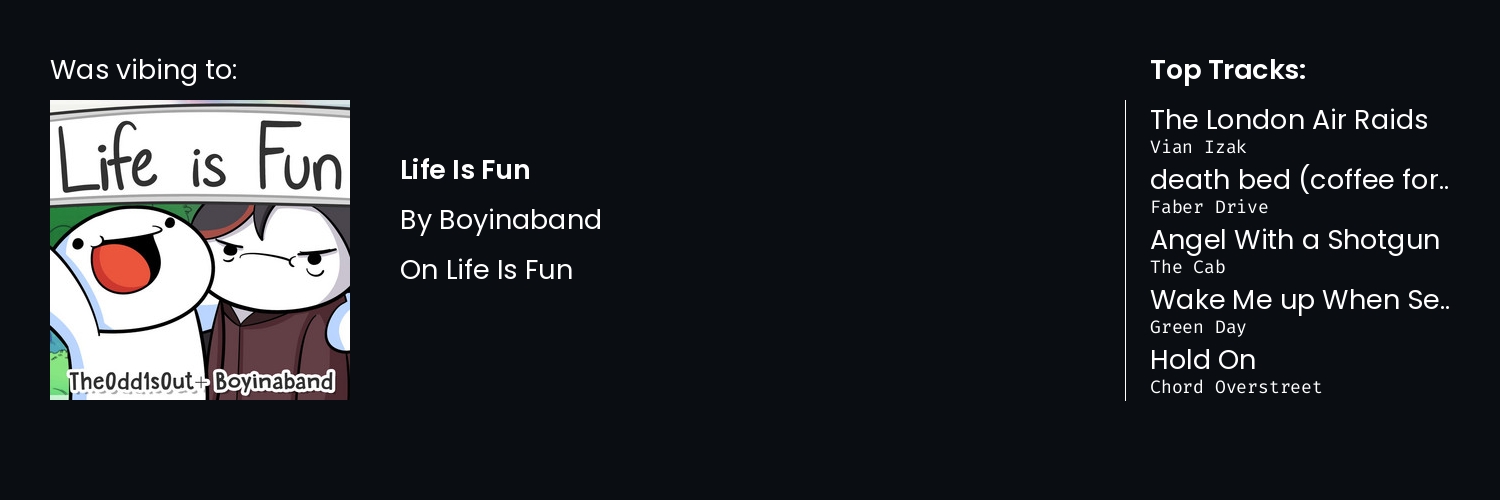 Was vibing to:
Life is Fun
TheOdd1sOut+ Boyinaband
Life Is Fun
By Boyinaband
On Life Is Fun
Top Tracks:
The London Air Raids
Vian Izak
death bed (coffee for..
Faber Drive
Angel With a Shotgun
The Cab
Wake Me up When Se..
Green Day
Hold On
Chord Overstreet